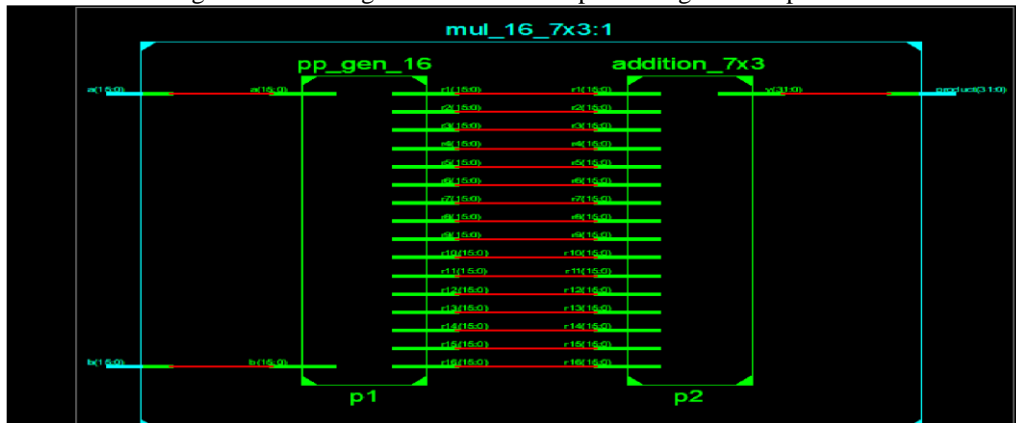 mul_16_7x3:1
pp_gen_16 addition_7x3
a(15:0) a(15:0) r1(15:0) r1(15:0) y(31:0) product(31:0)
r2(15:0) r2(15:0)
r3(15:0) r3(15:0)
r4(15:0) r4(15:0)
r5(15:0) r5(15:0)
r6(15:0) r6(15:0)
r7(15:0) r7(15:0)
r8(15:0) r8(15:0)
r9(15:0) r9(15:0)
r10(15:0) r10(15:0)
r11(15:0) r11(15:0)
r12(15:0) r12(15:0)
r13(15:0) r13(15:0)
r14(15:0) r14(15:0)
r15(15:0) r15(15:0)
b(15:0) b(15:0) r16(15:0) r16(15:0)
p1 p2